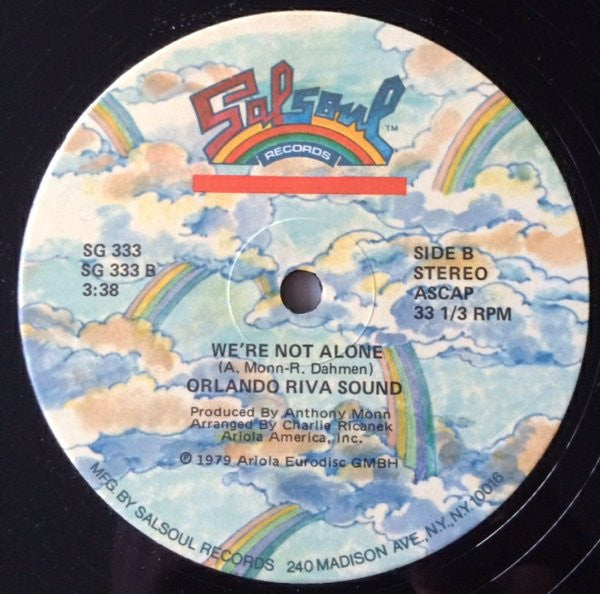 Salsoul TM
RECORDS
SG 333
SG 333 B
3:38
SIDE B
STEREO
ASCAP
33 1/3 RPM
WE'RE NOT ALONE
(A. Monn-R. Dahmen)
ORLANDO RIVA SOUND
Produced By Anthony Monn
Arranged By Charlie Ricanek
Ariola America, Inc.
℗ 1979 Ariola Eurodisc GMBH
MFG. BY SALSOUL RECORDS 240 MADISON AVE., NY., NY. 10016